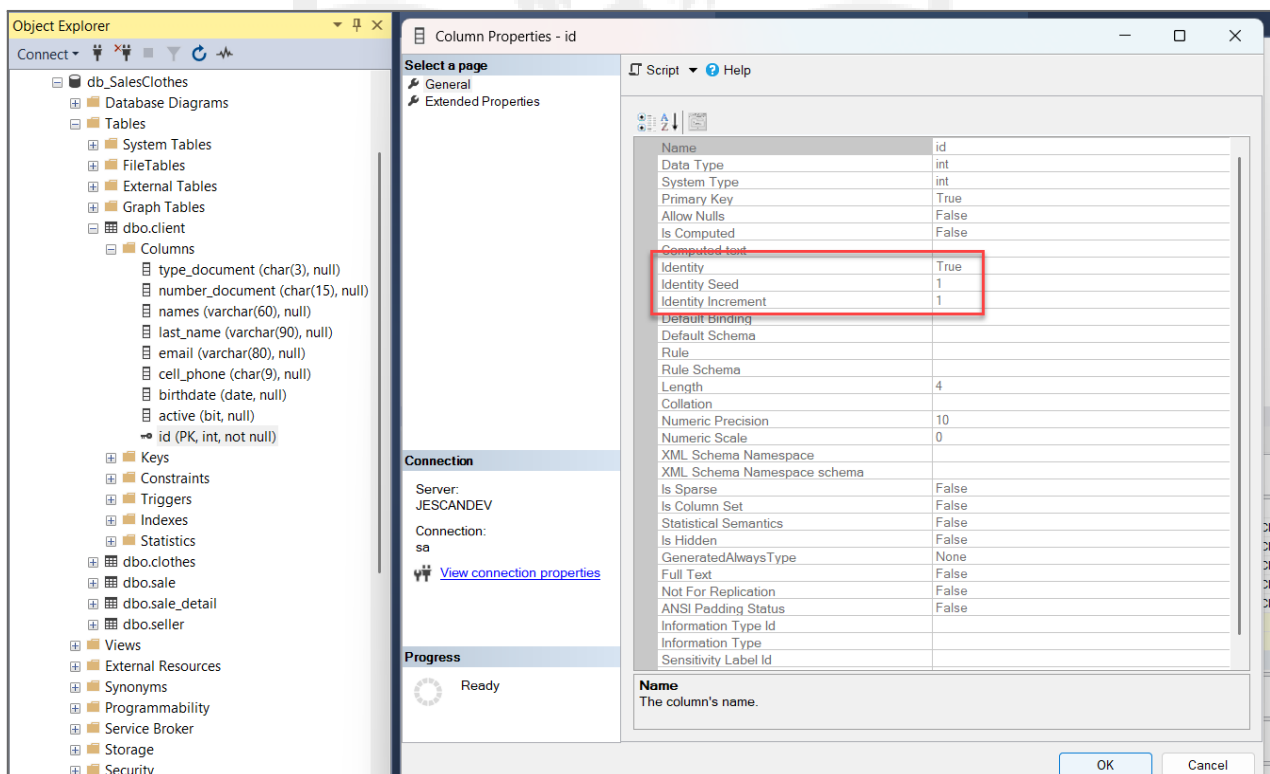 Object Explorer
Connect
db_SalesClothes
Database Diagrams
Tables
System Tables
FileTables
External Tables
Graph Tables
dbo.client
Columns
type_document (char(3), null)
number_document (char(15), null)
names (varchar(60), null)
last_name (varchar(90), null)
email (varchar(80), null)
cell_phone (char(9), null)
birthdate (date, null)
active (bit, null)
id (PK, int, not null)
Keys
Constraints
Triggers
Indexes
Statistics
dbo.clothes
dbo.sale
dbo.sale_detail
dbo.seller
Views
External Resources
Synonyms
Programmability
Service Broker
Storage
Security
Column Properties - id
Select a page
General
Extended Properties
Connection
Server:
JESCANDEV
Connection:
sa
View connection properties
Progress
Ready
Script Help
Name id
Data Type int
System Type int
Primary Key True
Allow Nulls False
Is Computed False
Computed text
Identity True
Identity Seed 1
Identity Increment 1
Default Binding
Default Schema
Rule
Rule Schema
Length 4
Collation
Numeric Precision 10
Numeric Scale 0
XML Schema Namespace
XML Schema Namespace schema
Is Sparse False
Is Column Set False
Statistical Semantics False
Is Hidden False
GeneratedAlwaysType None
Full Text False
Not For Replication False
ANSI Padding Status False
Information Type Id
Information Type
Sensitivity Label Id
Name
The column's name.
OK Cancel